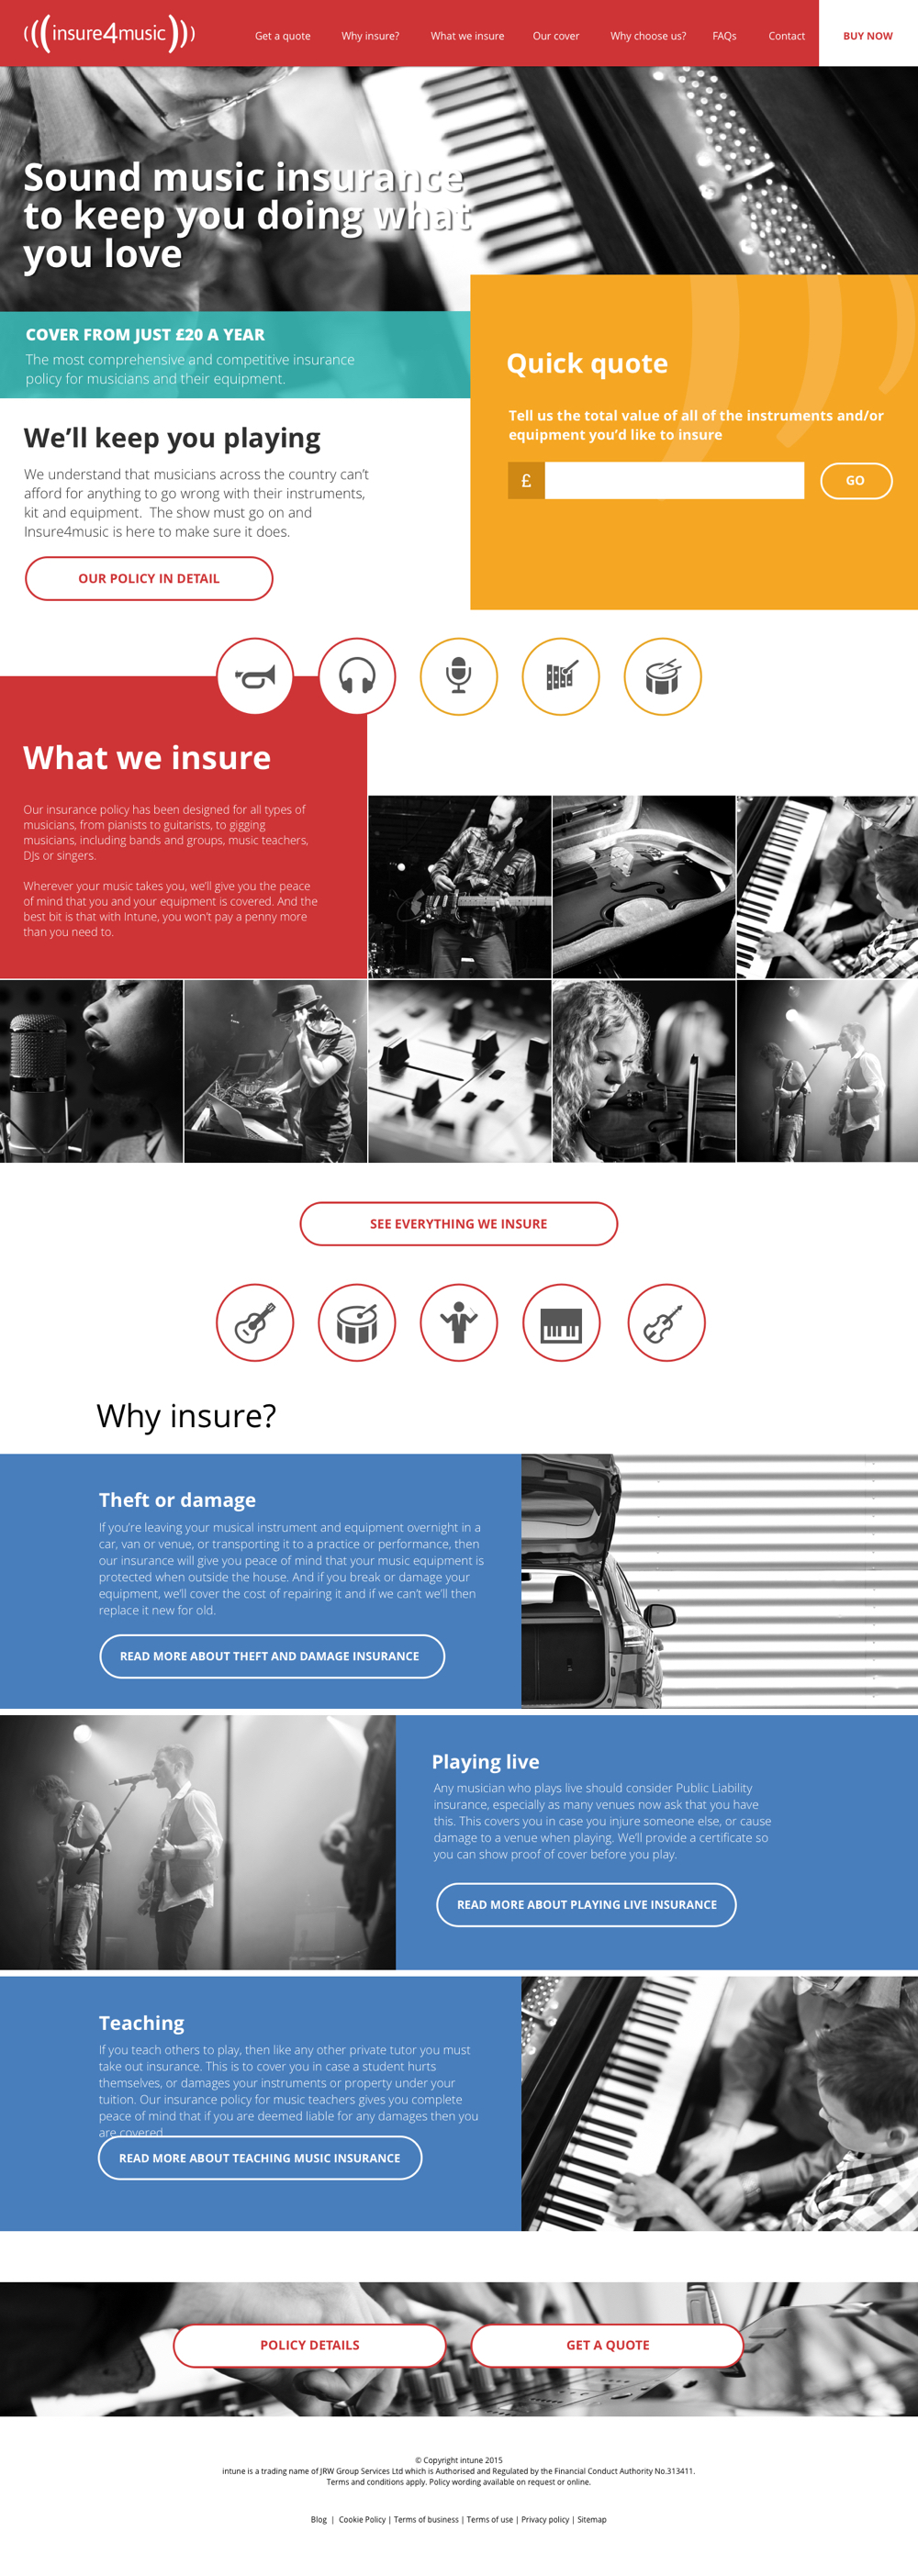 (((insure4music)))
Get a quote
Why insure?
What we insure
Our cover
Why choose us?
FAQs
Contact
BUY NOW
Sound music insurance
to keep you doing what
you love
COVER FROM JUST £20 A YEAR
The most comprehensive and competitive insurance
policy for musicians and their equipment.
Quick quote
Tell us the total value of all of the instruments and/or
equipment you'd like to insure
£
GO
We'll keep you playing
We understand that musicians across the country can't
afford for anything to go wrong with their instruments,
kit and equipment. The show must go on and
Insure4music is here to make sure it does.
OUR POLICY IN DETAIL
What we insure
Our insurance policy has been designed for all types of
musicians, from pianists to guitarists, to gigging
musicians, including bands and groups, music teachers,
DJs or singers.
Wherever your music takes you, we'll give you the peace
of mind that you and your equipment is covered. And the
best bit is that with Intune, you won't pay a penny more
than you need to.
SEE EVERYTHING WE INSURE
Why insure?
Theft or damage
If you're leaving your musical instrument and equipment overnight in a
car, van or venue, or transporting it to a practice or performance, then
our insurance will give you peace of mind that your music equipment is
protected when outside the house. And if you break or damage your
equipment, we'll cover the cost of repairing it and if we can't we'll then
replace it new for old.
READ MORE ABOUT THEFT AND DAMAGE INSURANCE
Playing live
Any musician who plays live should consider Public Liability
insurance, especially as many venues now ask that you have
this. This covers you in case you injure someone else, or cause
damage to a venue when playing. We'll provide a certificate so
you can show proof of cover before you play.
READ MORE ABOUT PLAYING LIVE INSURANCE
Teaching
If you teach others to play, then like any other private tutor you must
take out insurance. This is to cover you in case a student hurts
themselves, or damages your instruments or property under your
tuition. Our insurance policy for music teachers gives you complete
peace of mind that if you are deemed liable for any damages then you
are covered
READ MORE ABOUT TEACHING MUSIC INSURANCE
POLICY DETAILS
GET A QUOTE
© Copyright intune 2015
intune is a trading name of JRW Group Services Ltd which is Authorised and Regulated by the Financial Conduct Authority No.313411.
Terms and conditions apply. Policy wording available on request or online.
Blog | Cookie Policy | Terms of business | Terms of use | Privacy policy | Sitemap